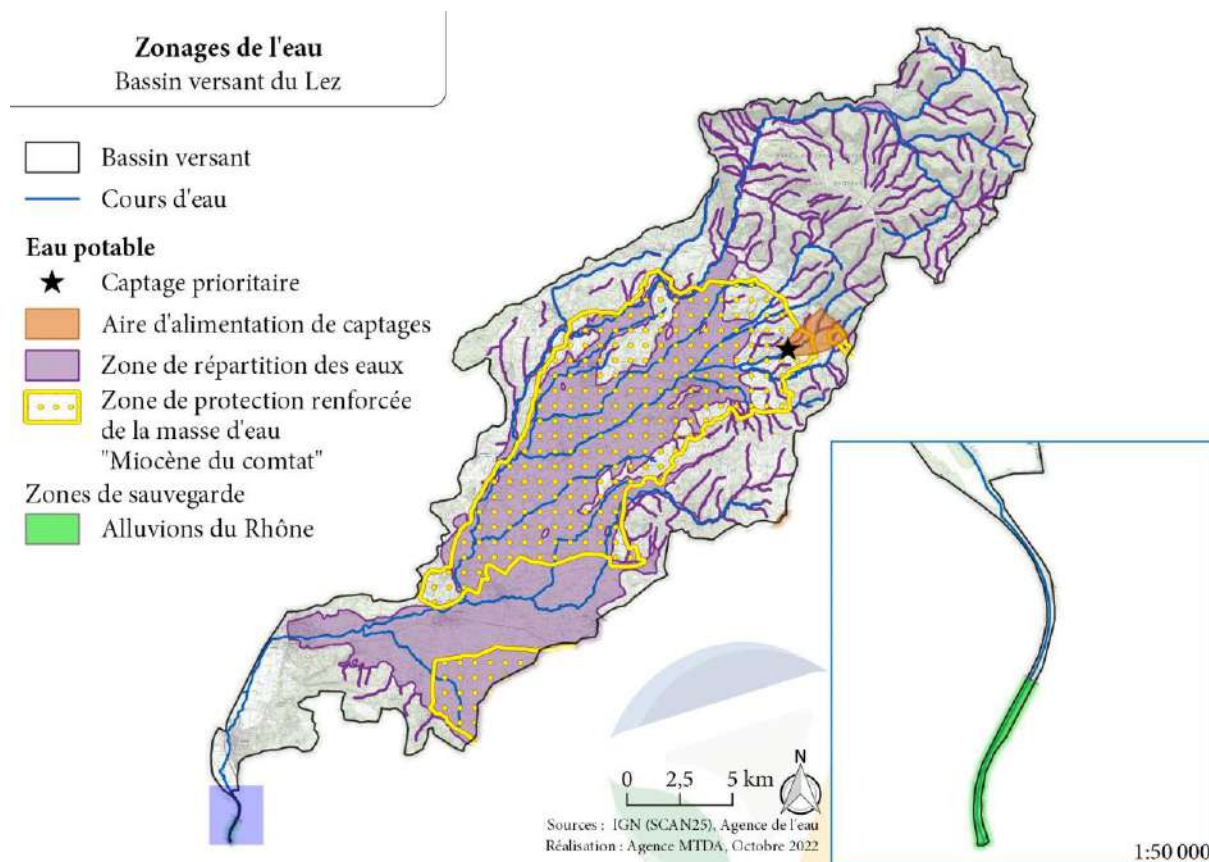 Zonages de l'eau
Bassin versant du Lez
Bassin versant
Cours d'eau
Eau potable
Captage prioritaire
Aire d'alimentation de captages
Zone de répartition des eaux
Zone de protection renforcée
de la masse d'eau
"Miocène du comtat"
Zones de sauvegarde
Alluvions du Rhône
0 2,5 5 km
N
Sources : IGN (SCAN25), Agence de l'eau
Réalisation : Agence MTDA, Octobre 2022
1:50 000